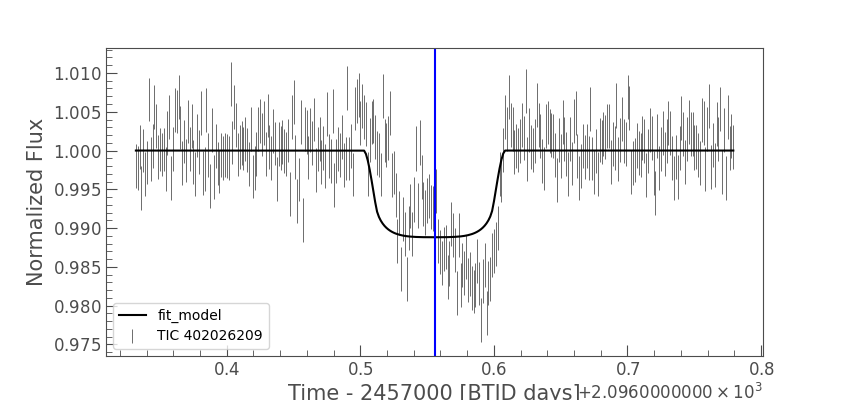 1.010
1.005
1.000
0.995
0.990
0.985
0.980
0.975
Normalized Flux
fit_model
TIC 402026209
0.4 0.5 0.6 0.7 0.8
Time - 2457000 [BTJD days]
+2.0960000000 × 10³